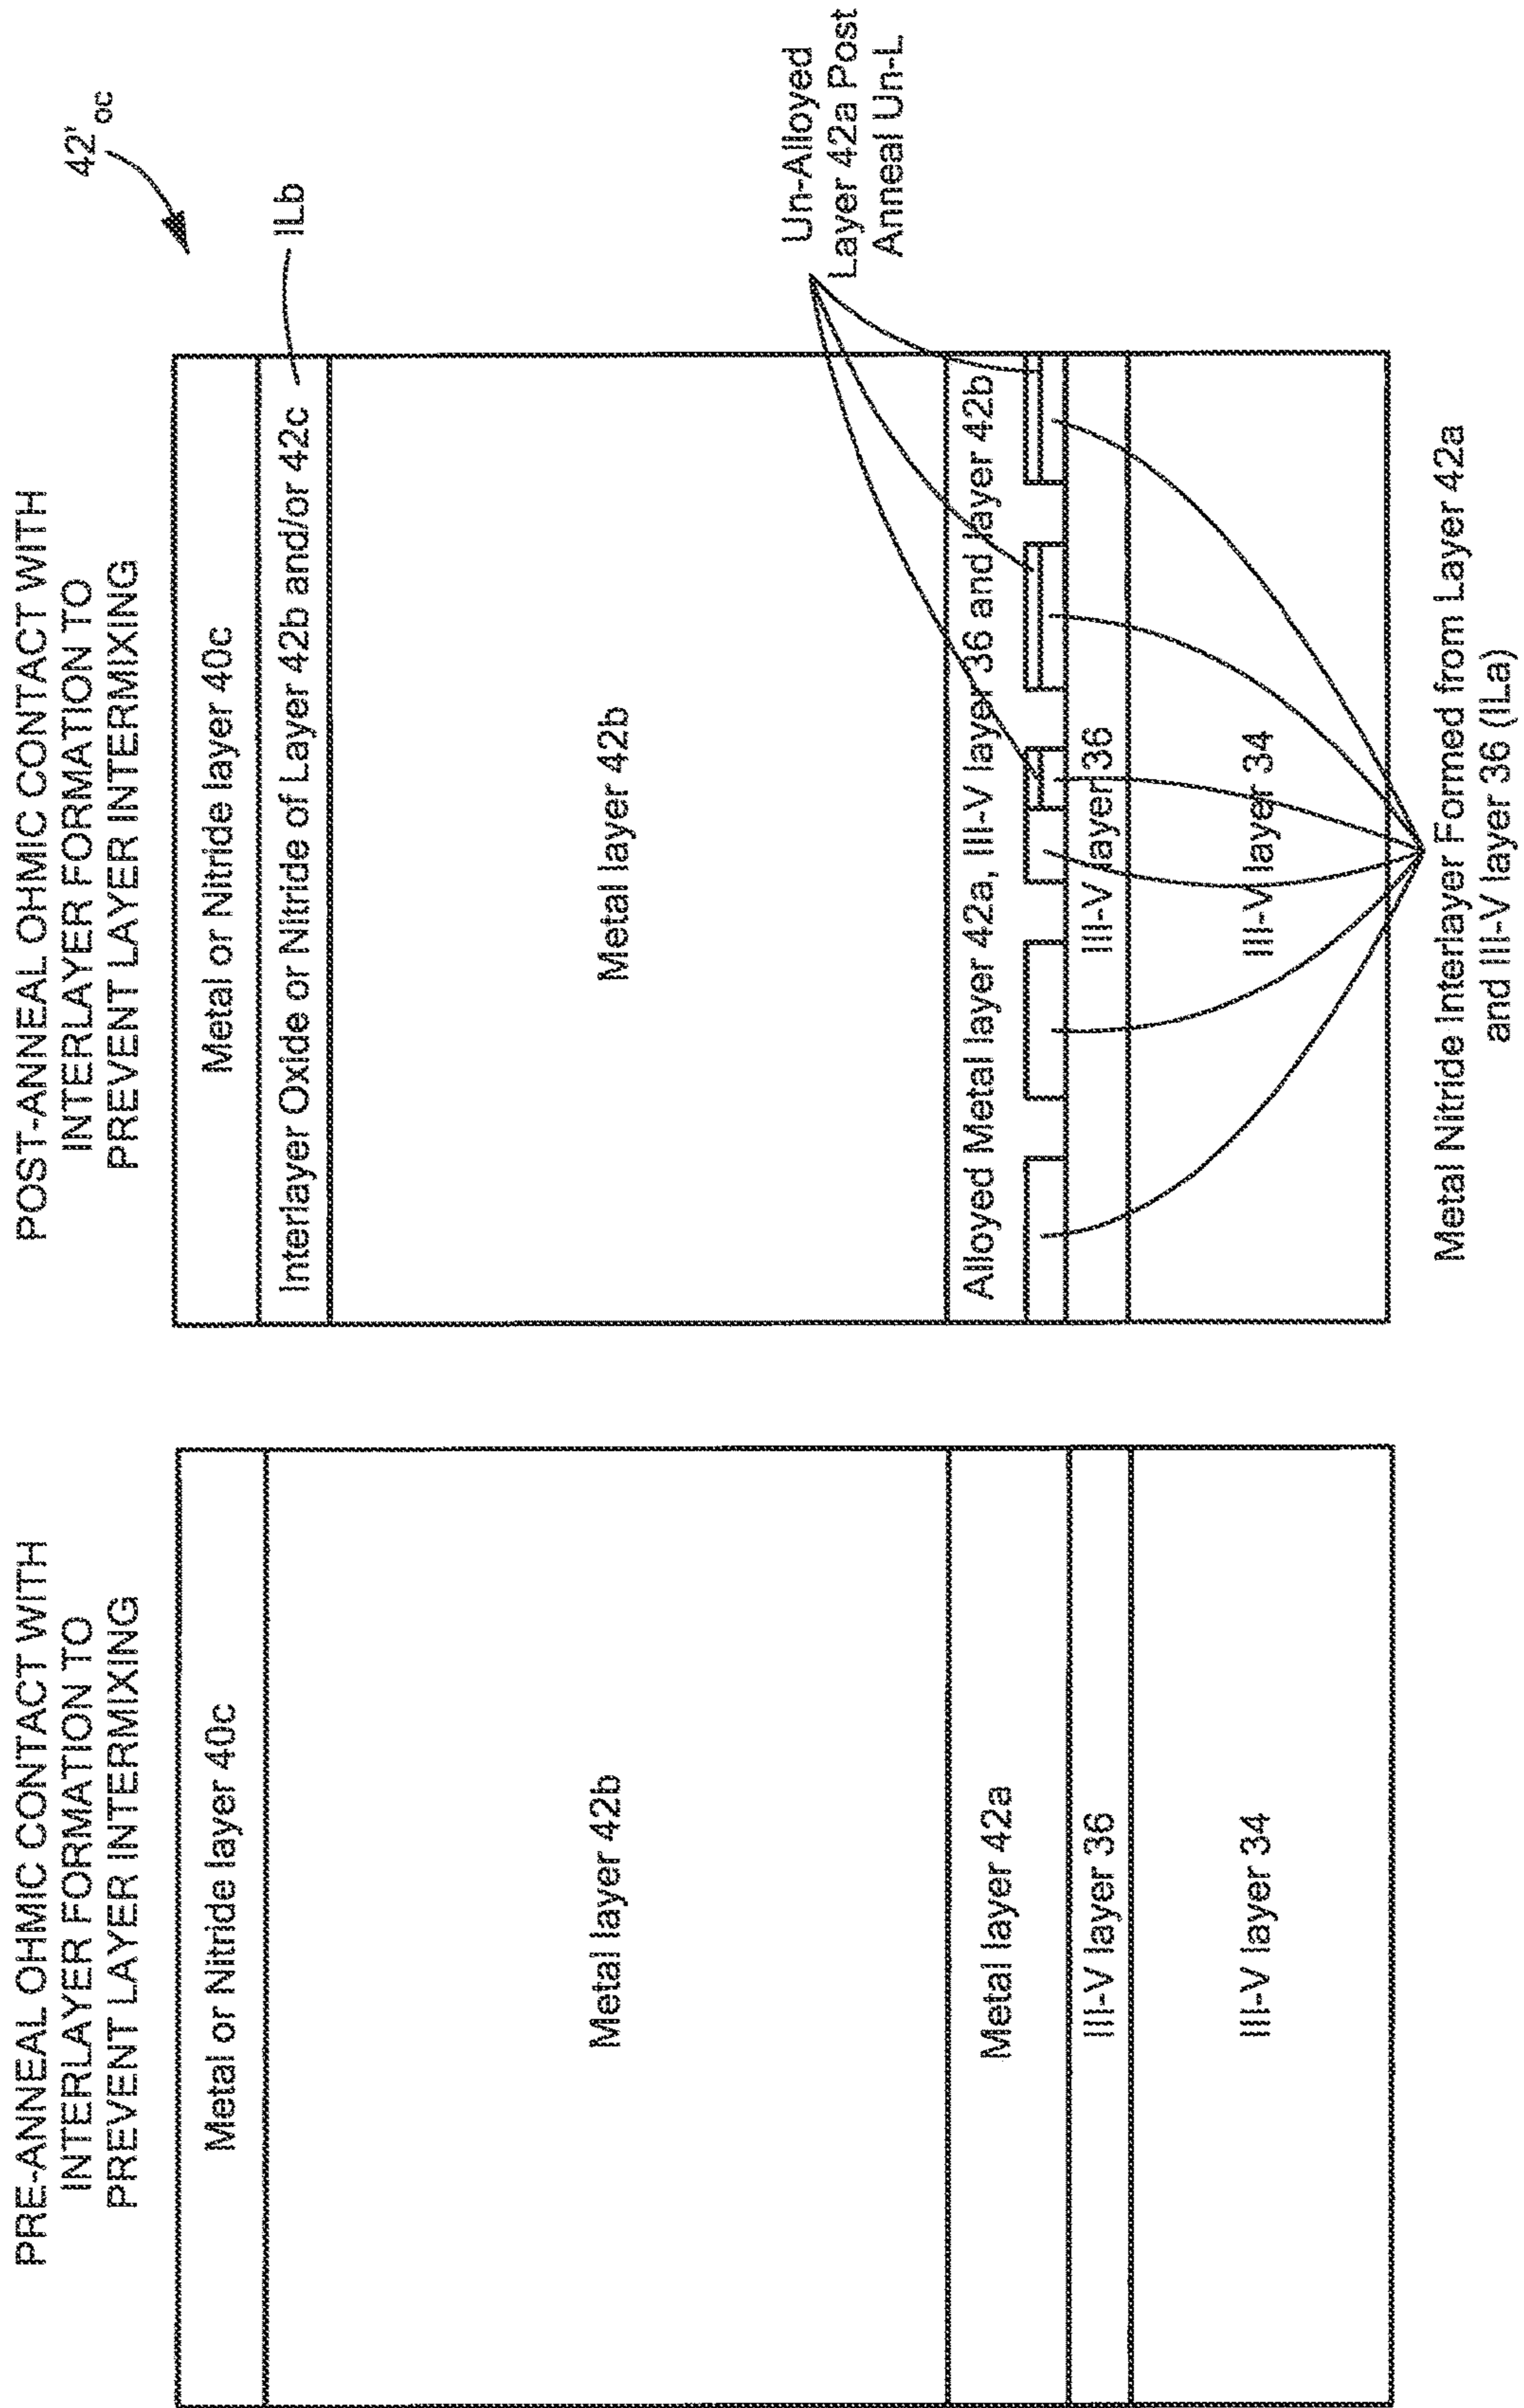 PRE-ANNEAL OHMIC CONTACT WITH
INTERLAYER FORMATION TO
PREVENT LAYER INTERMIXING
Metal or Nitride layer 40c
Metal layer 42b
Metal layer 42a
III-V layer 36
III-V layer 34
POST-ANNEAL OHMIC CONTACT WITH
INTERLAYER FORMATION TO
PREVENT LAYER INTERMIXING
42'oc
Metal or Nitride layer 40c
Interlayer Oxide or Nitride of Layer 42b and/or 42c
ILb
Metal layer 42b
Un-Alloyed
Layer 42a Post
Anneal Un-L
Alloyed Metal layer 42a, III-V layer 36 and layer 42b
III-V layer 36
III-V layer 34
Metal Nitride Interlayer Formed from Layer 42a
and III-V layer 36 (ILa)